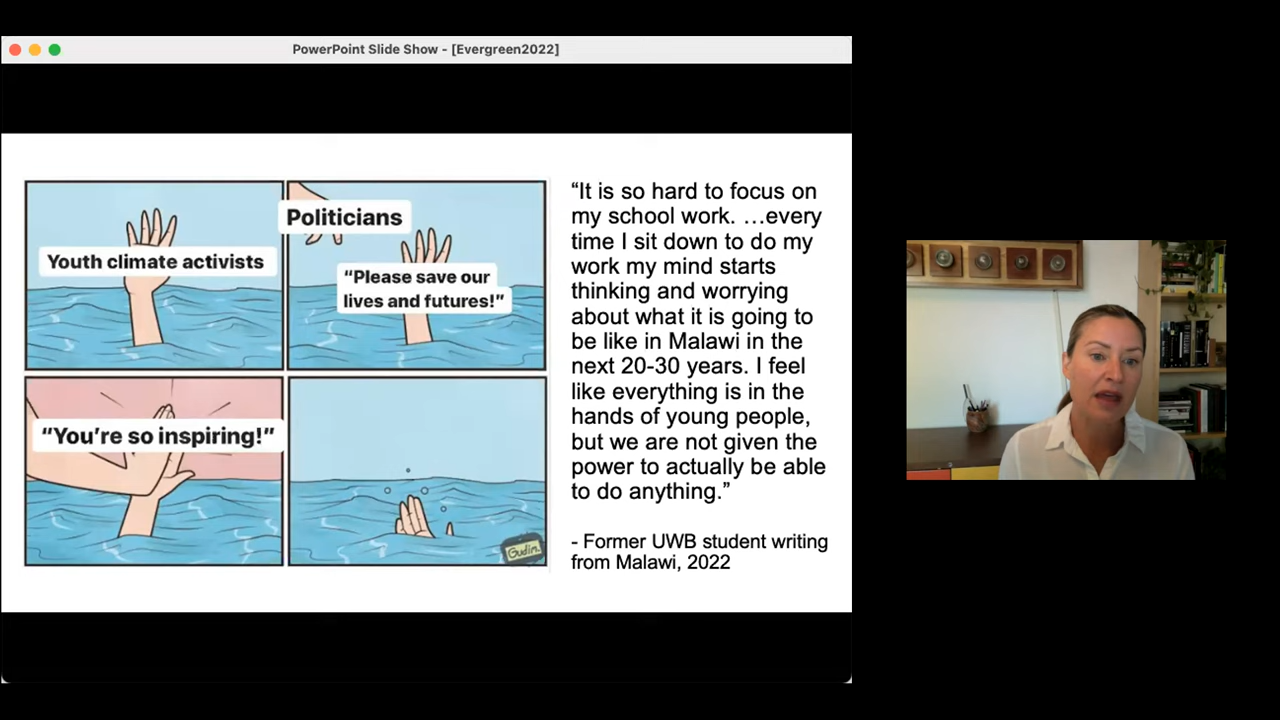 PowerPoint Slide Show - [Evergreen2022]
Youth climate activists
Politicians
“Please save our
lives and futures!”
“You’re so inspiring!”
Gudim
“It is so hard to focus on
my school work. …every
time I sit down to do my
work my mind starts
thinking and worrying
about what it is going to
be like in Malawi in the
next 20-30 years. I feel
like everything is in the
hands of young people,
but we are not given the
power to actually be able
to do anything.”
- Former UWB student writing
from Malawi, 2022